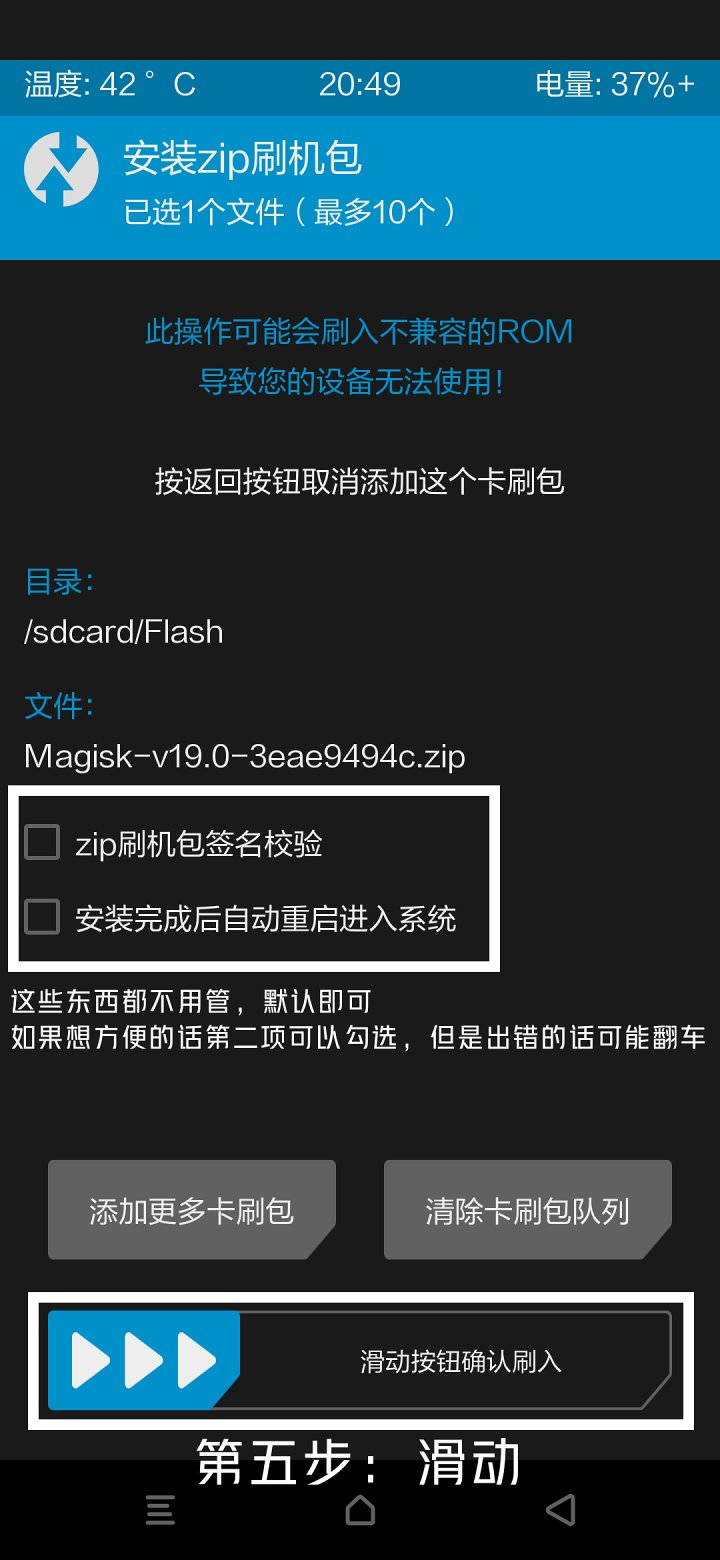 温度: 42 ° C 20:49 电量: 37%+
安装zip刷机包
已选1个文件（最多10个）
此操作可能会刷入不兼容的ROM
导致您的设备无法使用！
按返回按钮取消添加这个卡刷包
目录：
/sdcard/Flash
文件：
Magisk-v19.0-3eae9494c.zip
zip刷机包签名校验
安装完成后自动重启进入系统
这些东西都不用管，默认即可
如果想方便的话第二项可以勾选，但是出错的话可能翻车
添加更多卡刷包 清除卡刷包队列
滑动按钮确认刷入
第五步：滑动